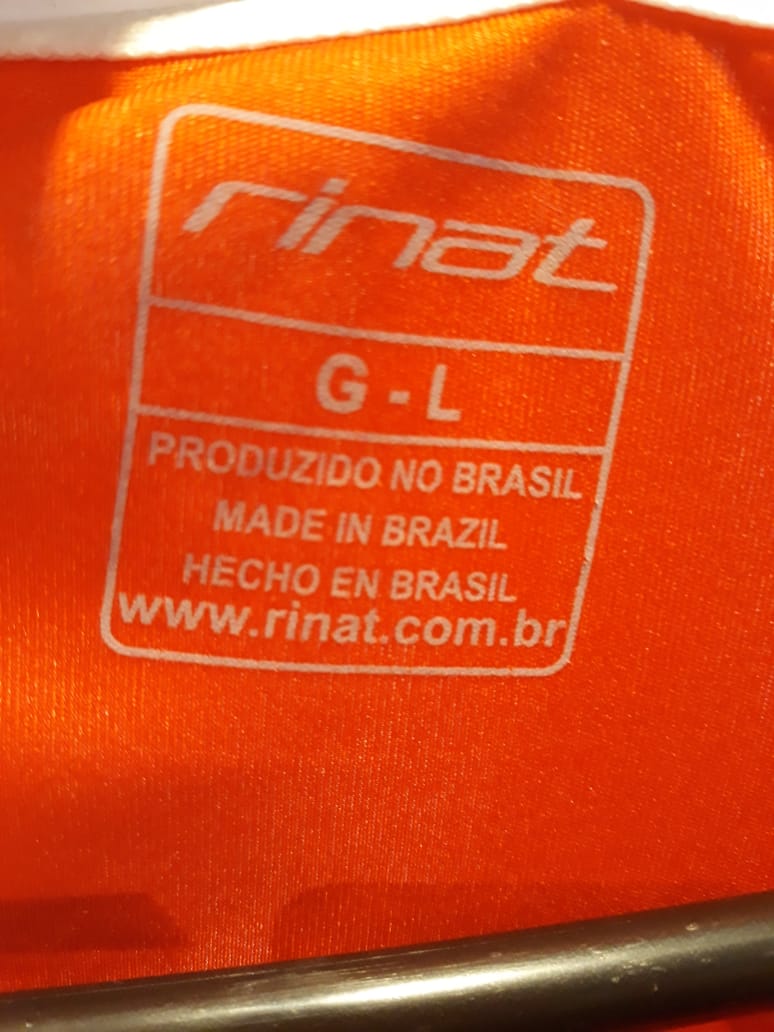 rinat
G - L
PRODUZIDO NO BRASIL
MADE IN BRAZIL
HECHO EN BRASIL
www.rinat.com.br